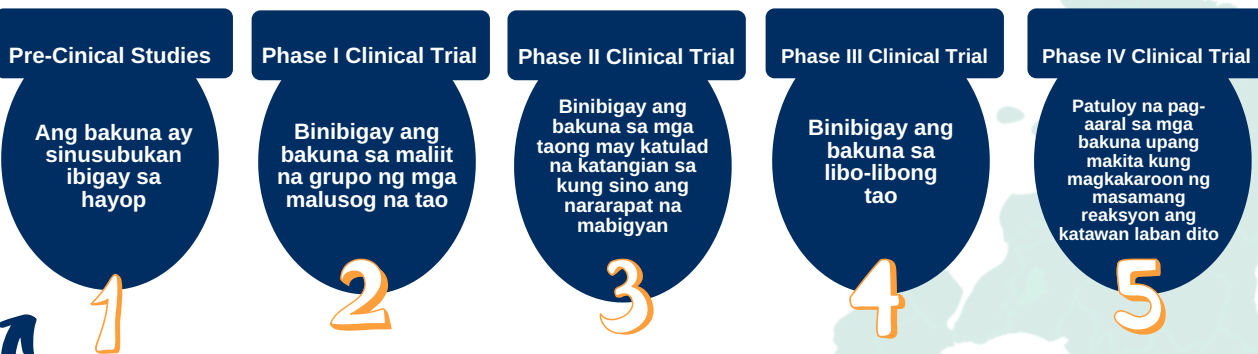 Pre-Cinical Studies
Ang bakuna ay
sinusubukan
ibigay sa
hayop
1
Phase I Clinical Trial
Binibigay ang
bakuna sa maliit
na grupo ng mga
malusog na tao
2
Phase II Clinical Trial
Binibigay ang
bakuna sa mga
taong may katulad
na katangian sa
kung sino ang
nararapat na
mabigyan
3
Phase III Clinical Trial
Binibigay ang
bakuna sa
libo-libong
tao
4
Phase IV Clinical Trial
Patuloy na pag-
aaral sa mga
bakuna upang
makita kung
magkakaroon ng
masamang
reaksyon ang
katawan laban dito
5